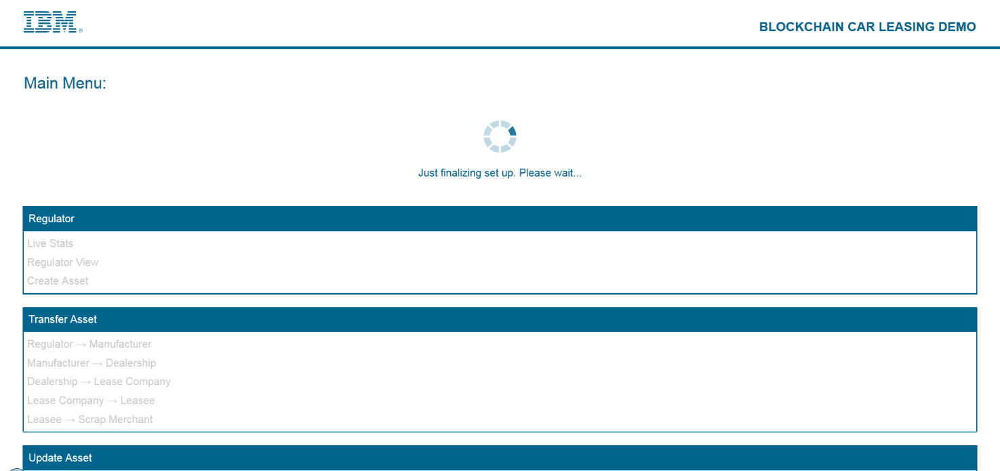 IBM®
BLOCKCHAIN CAR LEASING DEMO
Main Menu:
Just finalizing set up. Please wait...
Regulator
Live Stats
Regulator View
Create Asset
Transfer Asset
Regulator → Manufacturer
Manufacturer → Dealership
Dealership → Lease Company
Lease Company → Leasee
Leasee → Scrap Merchant
Update Asset